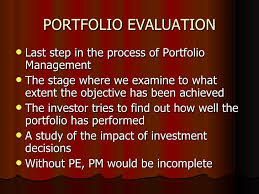 PORTFOLIO EVALUATION
• Last step in the process of Portfolio
Management
• The stage where we examine to what
extent the objective has been achieved
• The investor tries to find out how well the
portfolio has performed
• A study of the impact of investment
decisions
• Without PE, PM would be incomplete